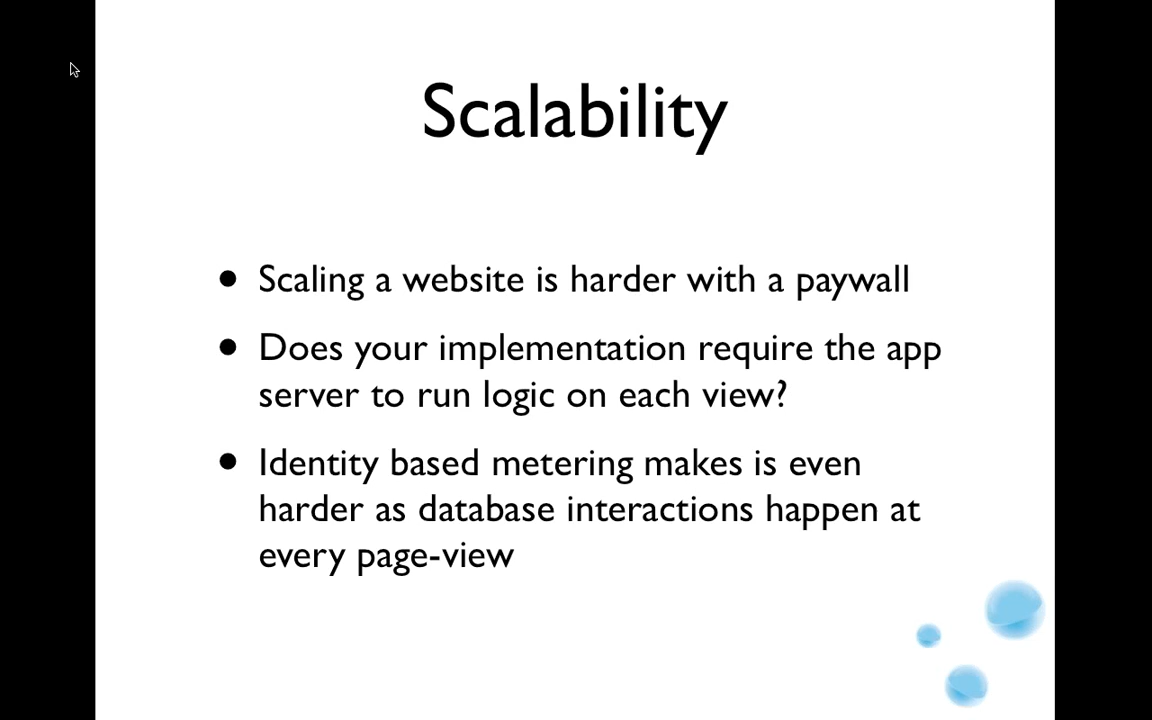 Scalability
• Scaling a website is harder with a paywall
• Does your implementation require the app
server to run logic on each view?
• Identity based metering makes is even
harder as database interactions happen at
every page-view